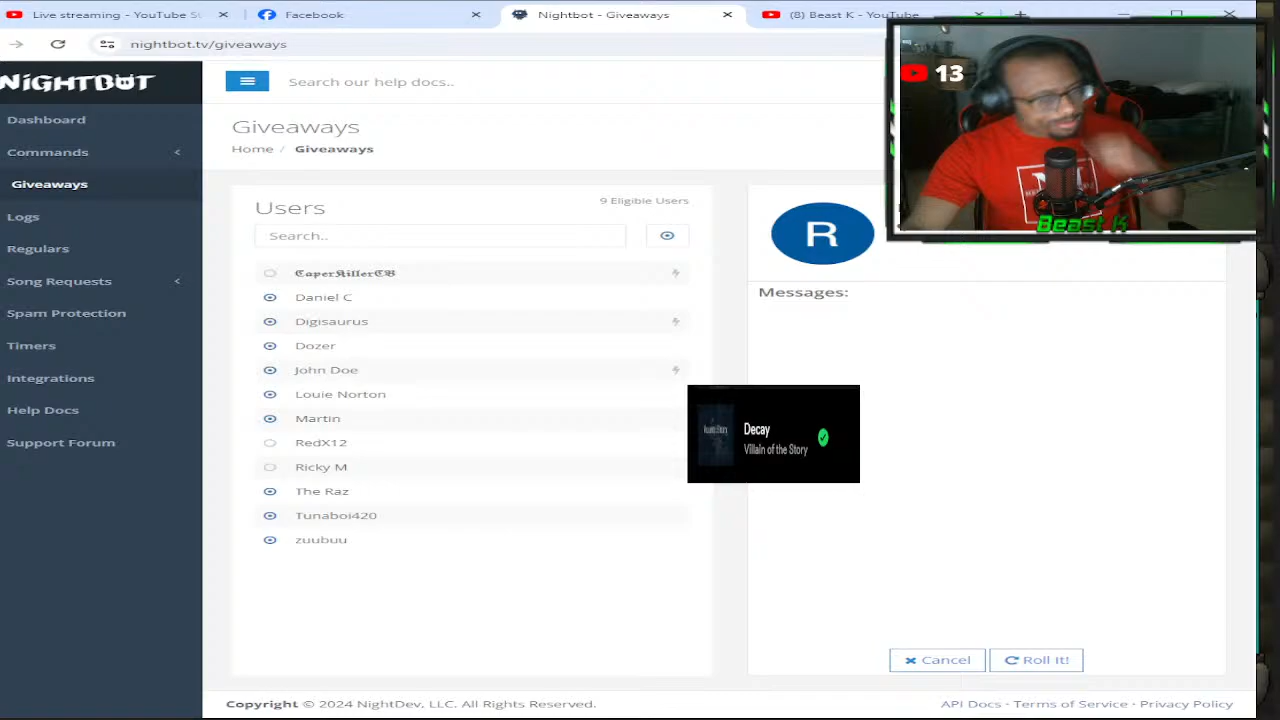 Live streaming - YouTube S
Facebook
Nightbot - Giveaways
(8) Beast K - YouTube
nightbot.tv/giveaways
NIGHTBOT
Search our help docs..
13
Dashboard
Commands
Giveaways
Logs
Regulars
Song Requests
Spam Protection
Timers
Integrations
Help Docs
Support Forum
Giveaways
Home / Giveaways
Users
9 Eligible Users
Search..
𝕮𝖆𝖕𝖊𝖗𝕶𝖎𝖑𝖑𝖊𝖗𝕮𝕭
Daniel C
Digisaurus
Dozer
John Doe
Louie Norton
Martin
RedX12
Ricky M
The Raz
Tunaboi420
zuubuu
R
Beast K
Messages:
Decay
Villain of the Story
Cancel
Roll It!
Copyright © 2024 NightDev, LLC. All Rights Reserved.
API Docs · Terms of Service · Privacy Policy